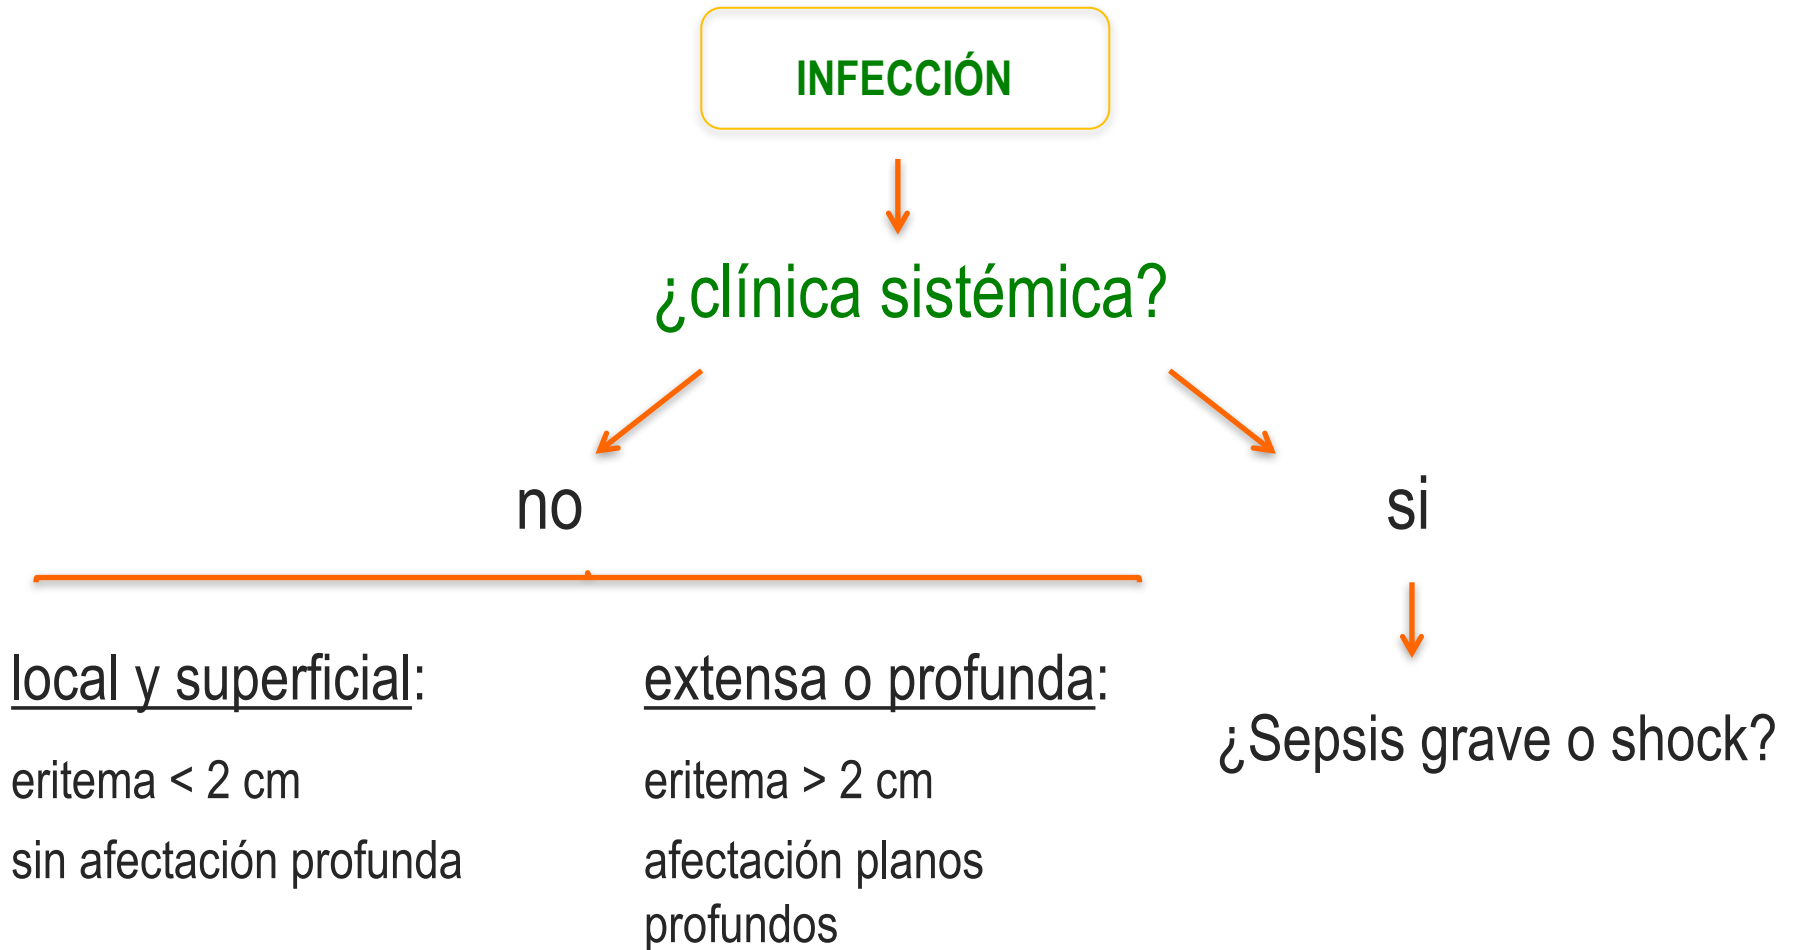 INFECCIÓN
¿clínica sistémica?
no
si
local y superficial:
eritema < 2 cm
sin afectación profunda
extensa o profunda:
eritema > 2 cm
afectación planos
profundos
¿Sepsis grave o shock?